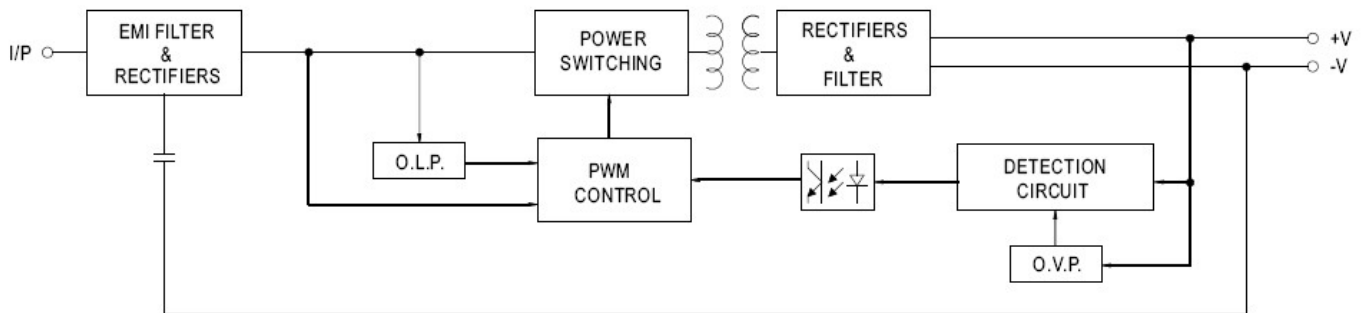 I/P
EMI FILTER
&
RECTIFIERS
POWER
SWITCHING
RECTIFIERS
&
FILTER
+V
-V
O.L.P.
PWM
CONTROL
DETECTION
CIRCUIT
O.V.P.